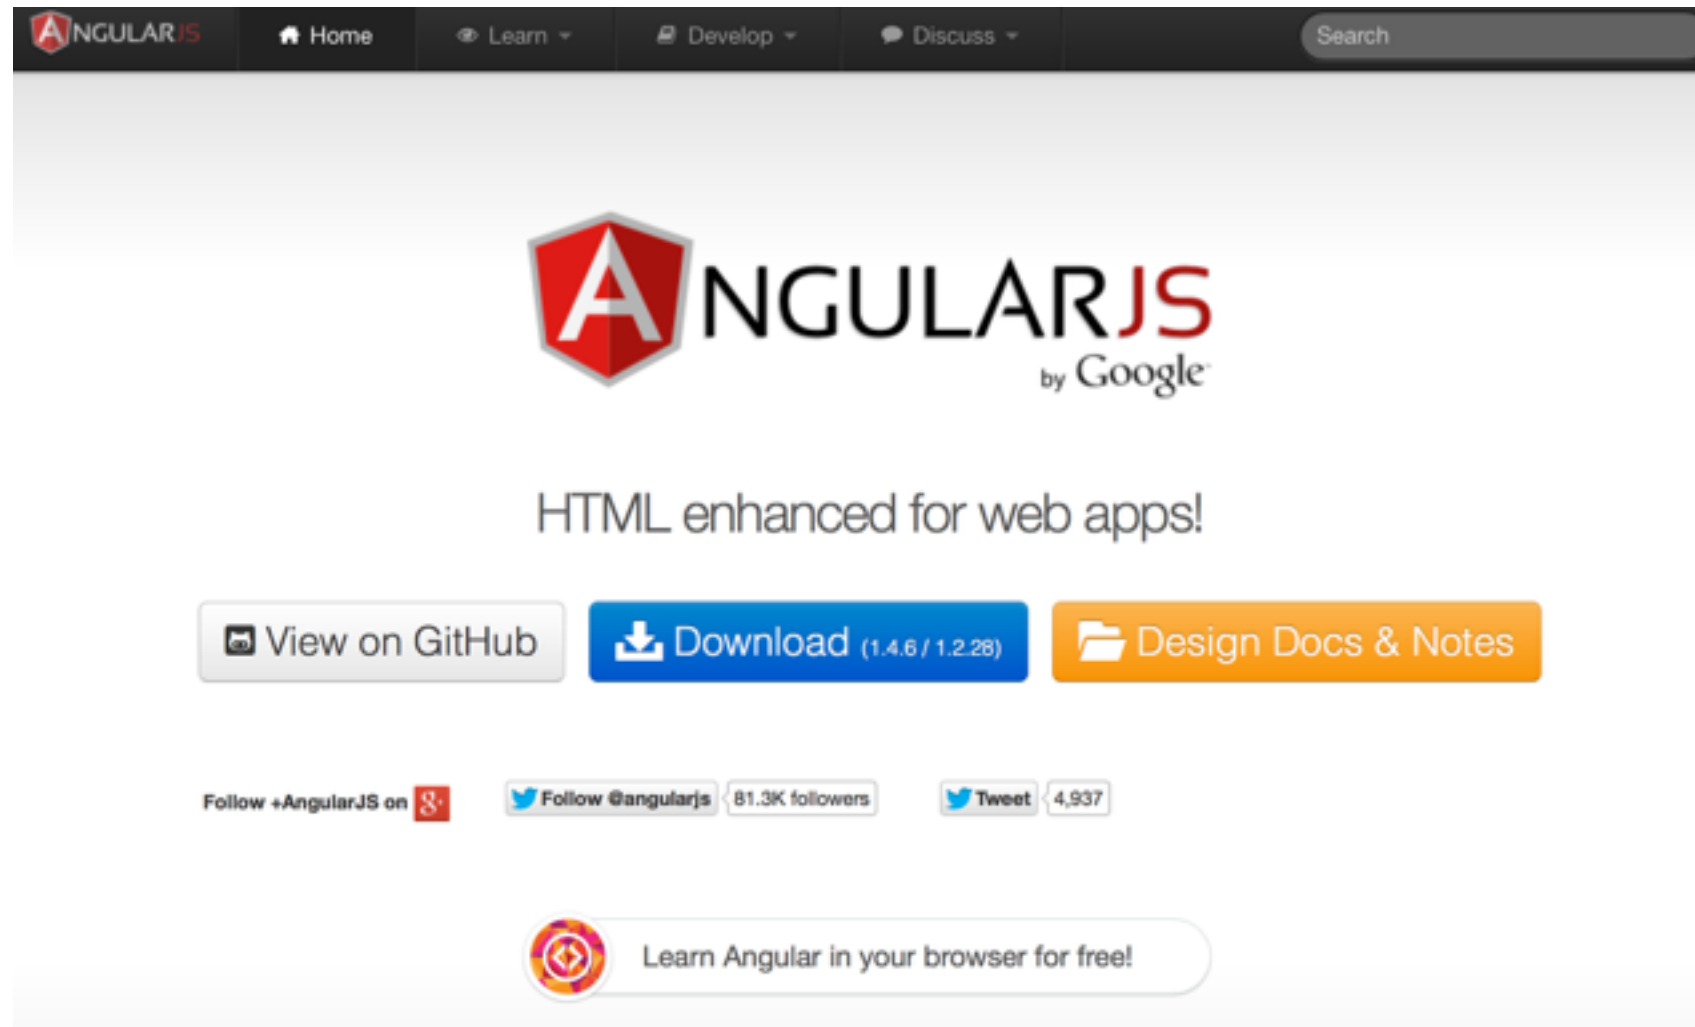 ANGULARJS Home Learn Develop Discuss Search
ANGULARJS
by Google
HTML enhanced for web apps!
View on GitHub Download (1.4.6 / 1.2.28) Design Docs & Notes
Follow +AngularJS on g+ Follow @angularjs 81.3K followers Tweet 4,937
Learn Angular in your browser for free!